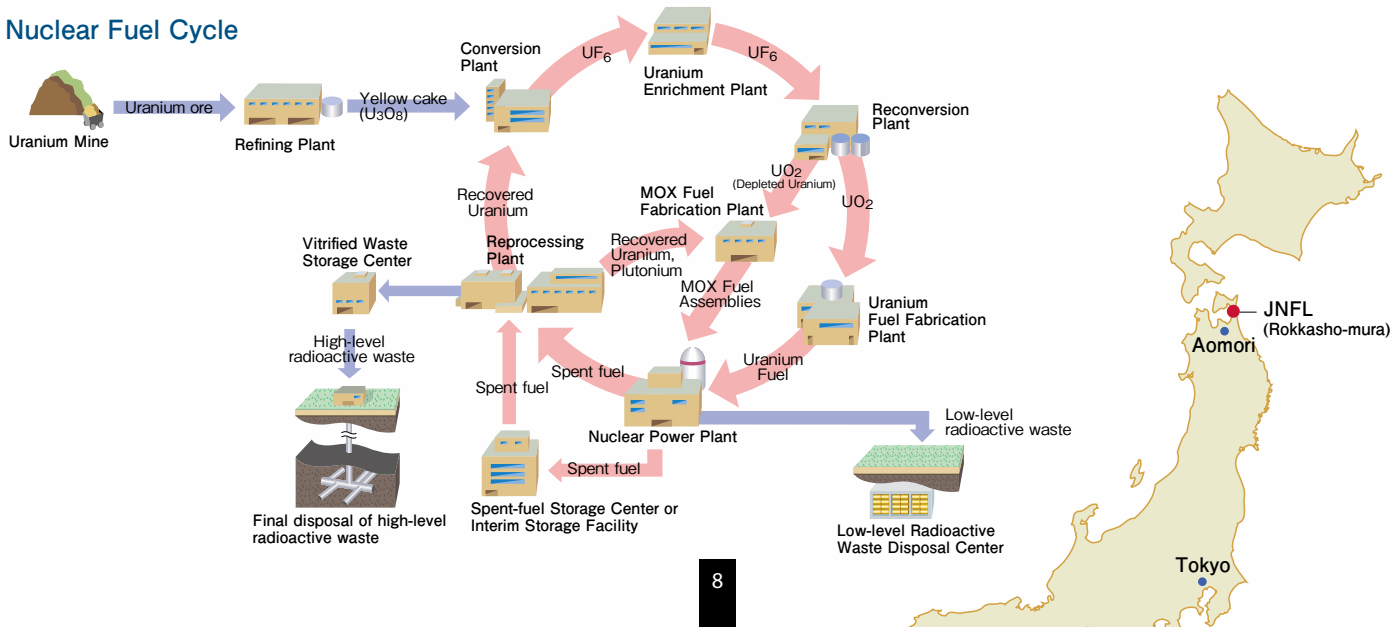 Nuclear Fuel Cycle
Uranium Mine
Uranium ore
Refining Plant
Yellow cake
(U3O8)
Conversion
Plant
UF6
Uranium
Enrichment Plant
UF6
Reconversion
Plant
UO2
(Depleted Uranium)
UO2
MOX Fuel
Fabrication Plant
Recovered
Uranium
Vitrified Waste
Storage Center
Reprocessing
Plant
Recovered
Uranium,
Plutonium
MOX Fuel
Assemblies
Uranium
Fuel Fabrication
Plant
High-level
radioactive waste
Spent fuel
Spent fuel
Uranium
Fuel
Nuclear Power Plant
Low-level
radioactive waste
Spent fuel
Final disposal of high-level
radioactive waste
Spent-fuel Storage Center or
Interim Storage Facility
Low-level Radioactive
Waste Disposal Center
JNFL
(Rokkasho-mura)
Aomori
Tokyo
8